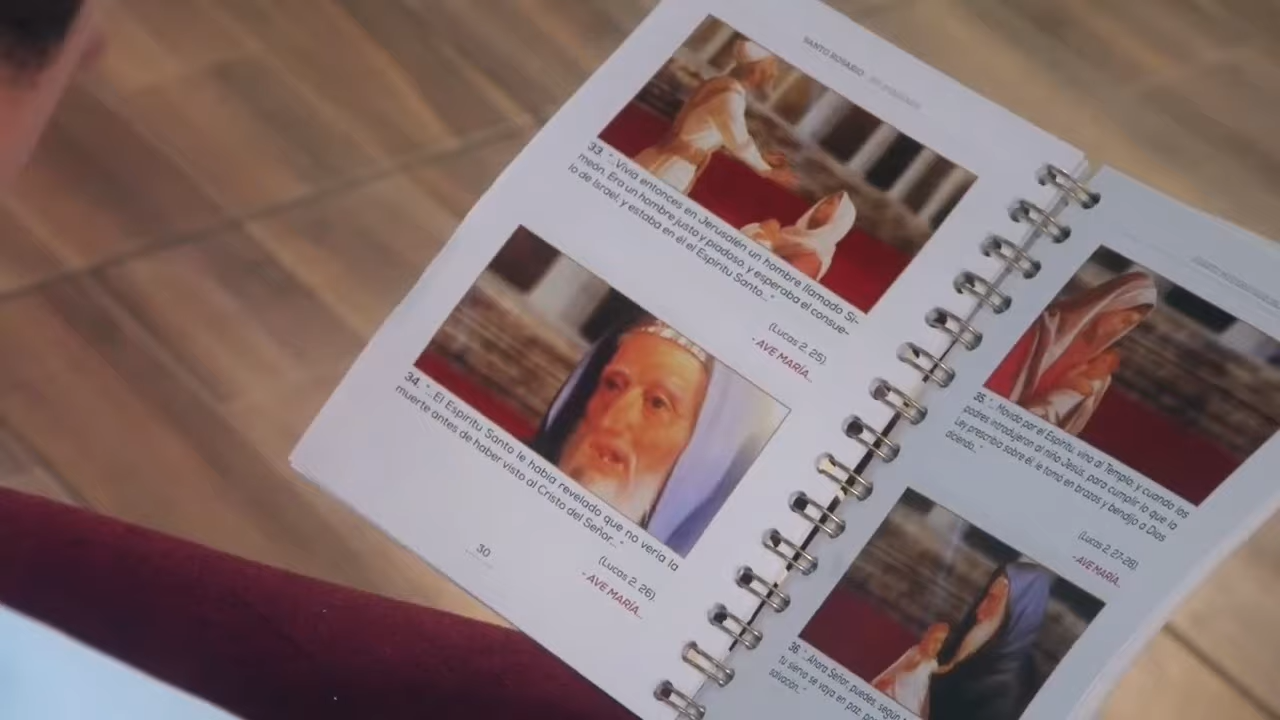 SANTO ROSARIO
33. "...Vivía entonces en Jerusalén un hombre llamado Si-
meón. Era un hombre justo y piadoso, y esperaba el consue-
lo de Israel, y estaba en él el Espíritu Santo..."
(Lucas 2, 25)
- AVE MARÍA...
34. "...El Espíritu Santo le había revelado que no vería la
muerte antes de haber visto al Cristo del Señor..."
(Lucas 2, 26).
- AVE MARÍA...
30
35. "...Movido por el Espíritu, vino al Templo, y cuando los
padres introdujeron al niño Jesús, para cumplir lo que la
Ley prescribía sobre él, le tomó en brazos y bendijo a Dios
diciendo..."
(Lucas 2, 27-28).
- AVE MARÍA...
36. "...Ahora Señor, puedes, según
tu siervo se vaya en paz,
salvación..."